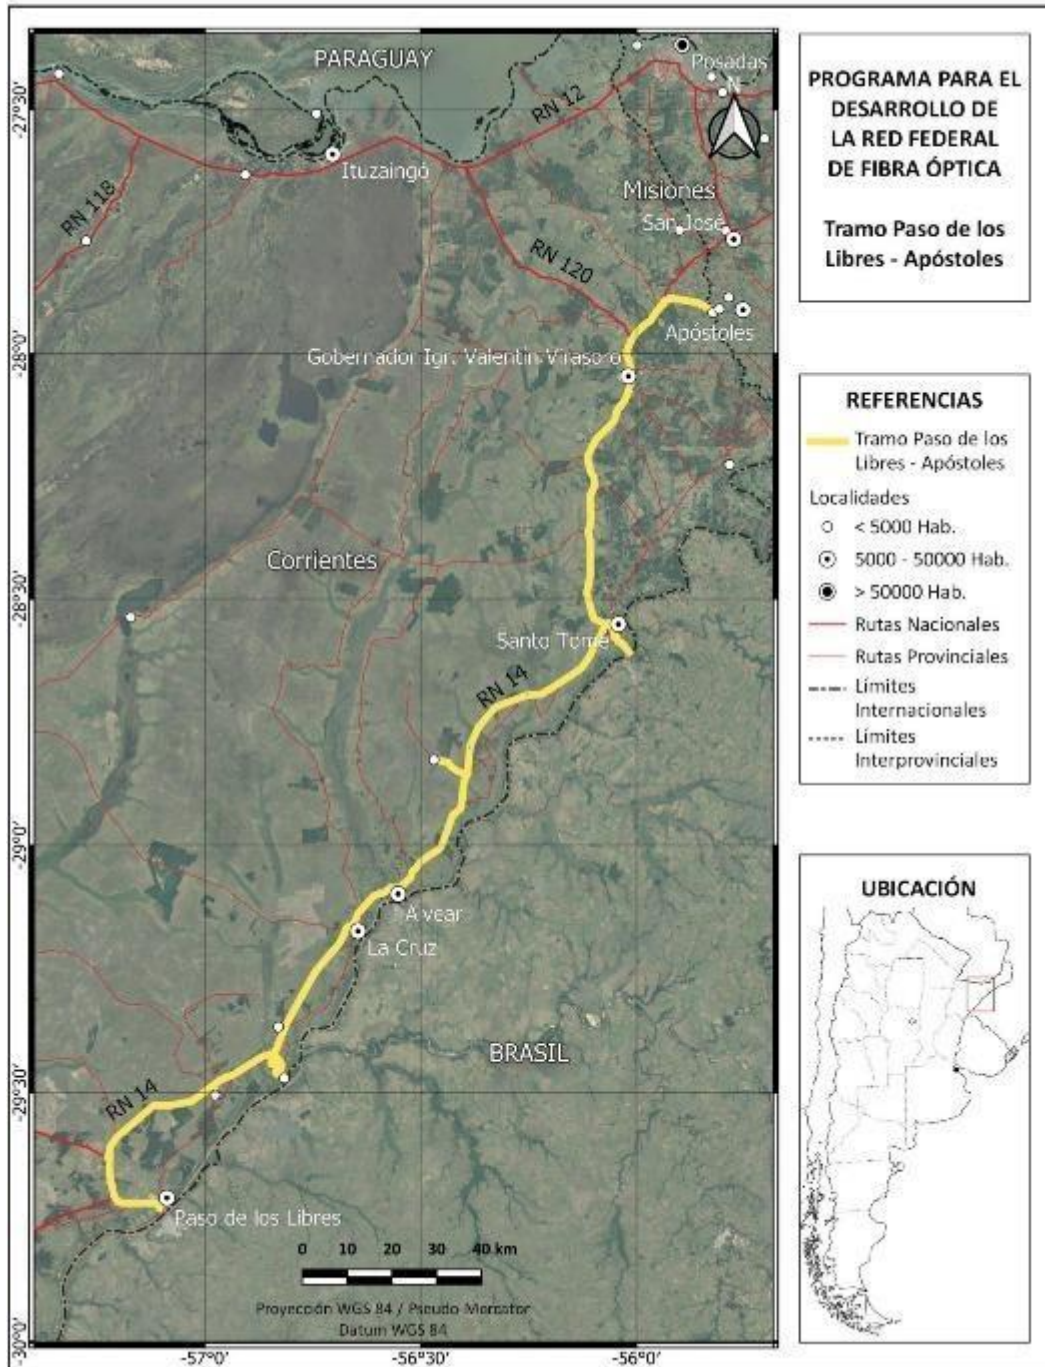 PARAGUAY
Posadas
N
RN 12
Ituzaingó
Misiones
RN 118
San José
RN 120
Apóstoles
Gobernador Igr. Valentín Virasoro
Corrientes
Santo Tomé
RN 14
Alvear
La Cruz
BRASIL
RN 14
Paso de los Libres
0 10 20 30 40 km
Proyección WGS 84 / Pseudo Mercator
Datum WGS 84
-27°30'
-28°0'
-28°30'
-29°0'
-29°30'
-30°0'
-57°0'
-56°30'
-56°0'
PROGRAMA PARA EL
DESARROLLO DE
LA RED FEDERAL
DE FIBRA ÓPTICA
Tramo Paso de los
Libres - Apóstoles
REFERENCIAS
Tramo Paso de los
Libres - Apóstoles
Localidades
< 5000 Hab.
5000 - 50000 Hab.
> 50000 Hab.
Rutas Nacionales
Rutas Provinciales
Límites
Internacionales
Límites
Interprovinciales
UBICACIÓN